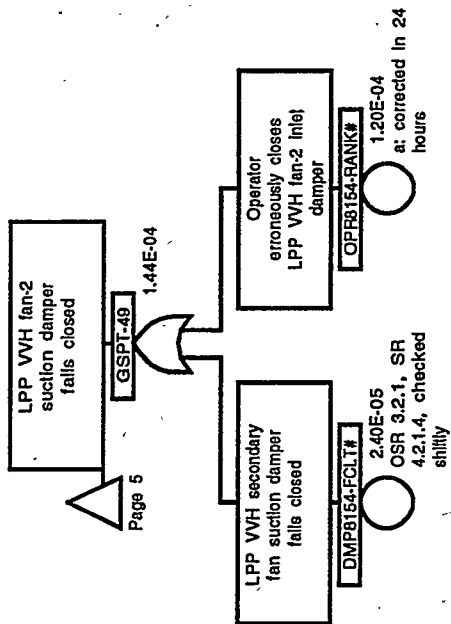 LPP VVH fan-2
suction damper
fails closed
Page 5
GSPT-49
1.44E-04
LPP VVH secondary
fan suction damper
fails closed
DMP8154-FCLT#
2.40E-05
OSR 3.2.1, SR
4.2.1.4, checked
shiftly
Operator
erroneously closes
LPP VVH fan-2 inlet
damper
OPR8154-RANK#
1.20E-04
a: corrected in 24
hours